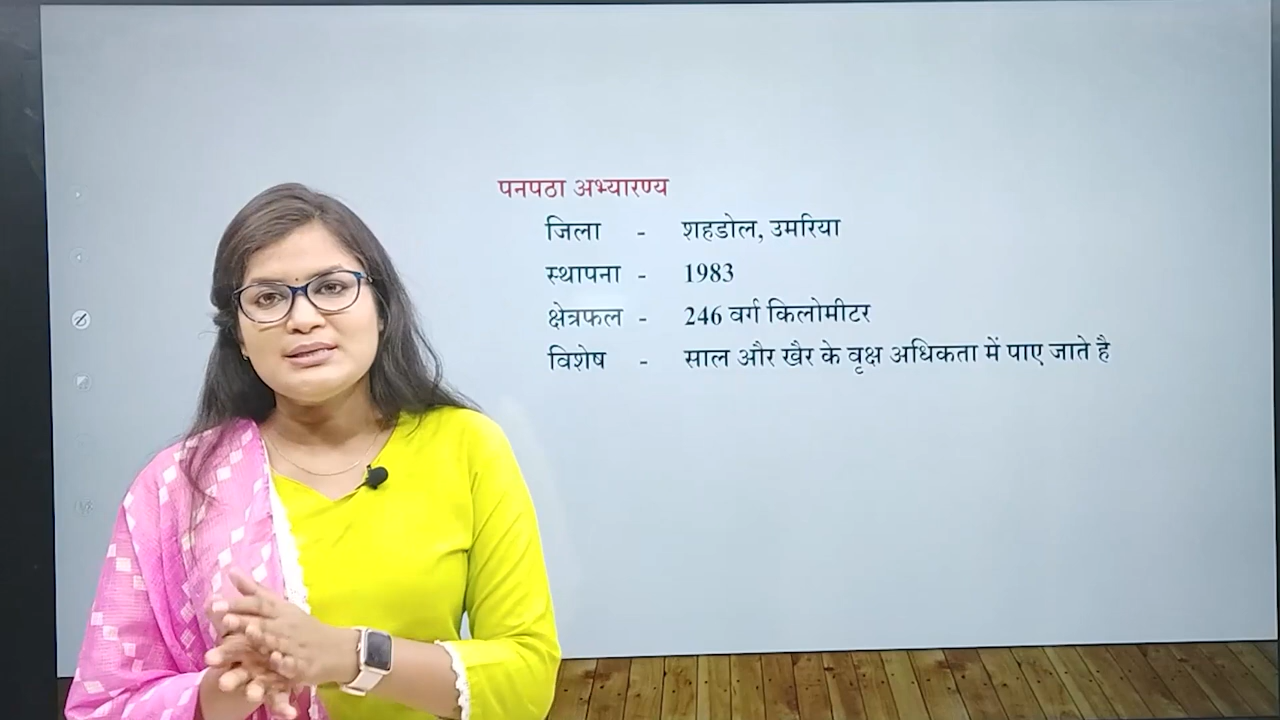 पनपठा अभ्यारण्य
जिला - शहडोल, उमरिया
स्थापना - 1983
क्षेत्रफल - 246 वर्ग किलोमीटर
विशेष - साल और खैर के वृक्ष अधिकता में पाए जाते है